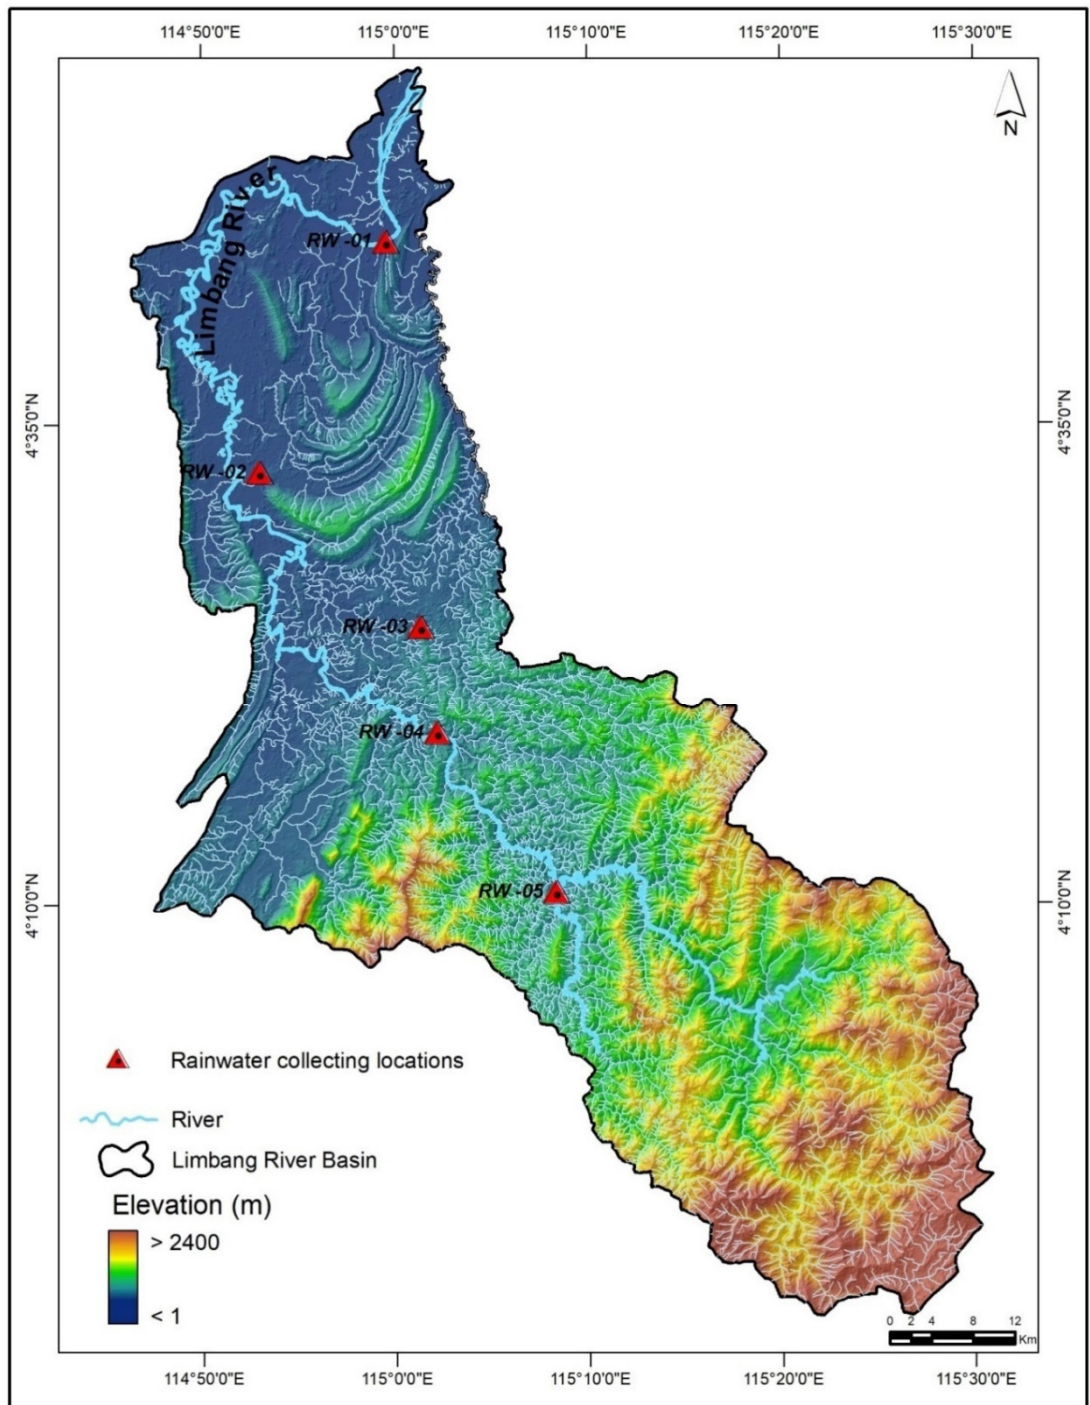 114°50'0"E 115°0'0"E 115°10'0"E 115°20'0"E 115°30'0"E
N
Limbang River
RW -01
4°35'0"N 4°35'0"N
RW -02
RW -03
RW -04
RW -05
4°10'0"N 4°10'0"N
Rainwater collecting locations
River
Limbang River Basin
Elevation (m)
> 2400
< 1
0 2 4 8 12
Km
114°50'0"E 115°0'0"E 115°10'0"E 115°20'0"E 115°30'0"E